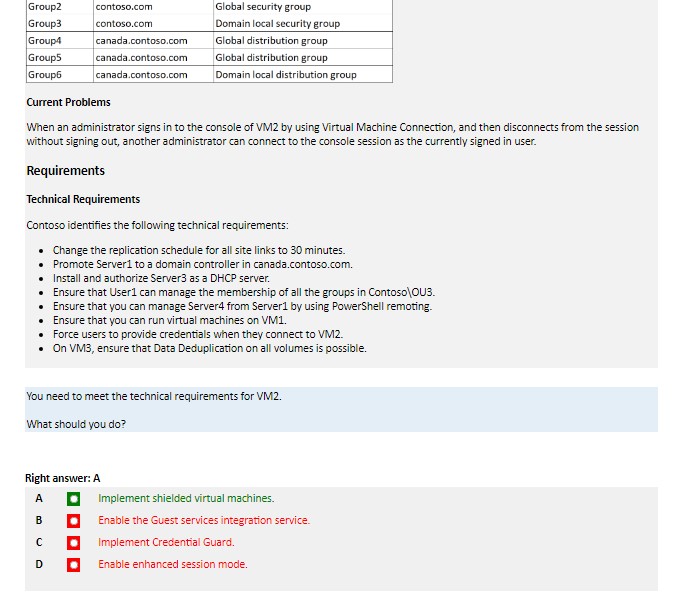 Group2 contoso.com Global security group
Group3 contoso.com Domain local security group
Group4 canada.contoso.com Global distribution group
Group5 canada.contoso.com Global distribution group
Group6 canada.contoso.com Domain local distribution group
Current Problems
When an administrator signs in to the console of VM2 by using Virtual Machine Connection, and then disconnects from the session
without signing out, another administrator can connect to the console session as the currently signed in user.
Requirements
Technical Requirements
Contoso identifies the following technical requirements:
• Change the replication schedule for all site links to 30 minutes.
• Promote Server1 to a domain controller in canada.contoso.com.
• Install and authorize Server3 as a DHCP server.
• Ensure that User1 can manage the membership of all the groups in Contoso\OU3.
• Ensure that you can manage Server4 from Server1 by using PowerShell remoting.
• Ensure that you can run virtual machines on VM1.
• Force users to provide credentials when they connect to VM2.
• On VM3, ensure that Data Deduplication on all volumes is possible.
You need to meet the technical requirements for VM2.
What should you do?
Right answer: A
A Implement shielded virtual machines.
B Enable the Guest services integration service.
C Implement Credential Guard.
D Enable enhanced session mode.